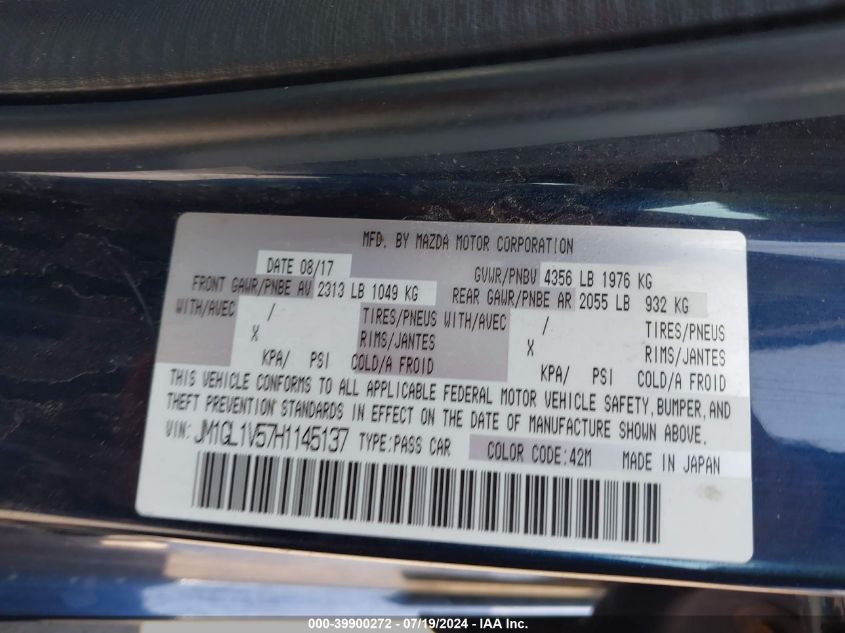 MFD. BY MAZDA MOTOR CORPORATION
DATE 08/17 GVWR/PNBV 4356 LB 1976 KG
FRONT GAWR/PNBE AV 2313 LB 1049 KG REAR GAWR/PNBE AR 2055 LB 932 KG
WITH/AVEC / TIRES/PNEUS WITH/AVEC / TIRES/PNEUS
X RIMS/JANTES X RIMS/JANTES
KPA/ PSI COLD/A FROID KPA/ PSI COLD/A FROID
THIS VEHICLE CONFORMS TO ALL APPLICABLE FEDERAL MOTOR VEHICLE SAFETY, BUMPER, AND
THEFT PREVENTION STANDARDS IN EFFECT ON THE DATE OF MANUFACTURE SHOWN ABOVE.
VIN: JM1GL1V57H1145137 TYPE:PASS CAR COLOR CODE:42M MADE IN JAPAN
000-39900272 - 07/19/2024 - IAAI Inc.